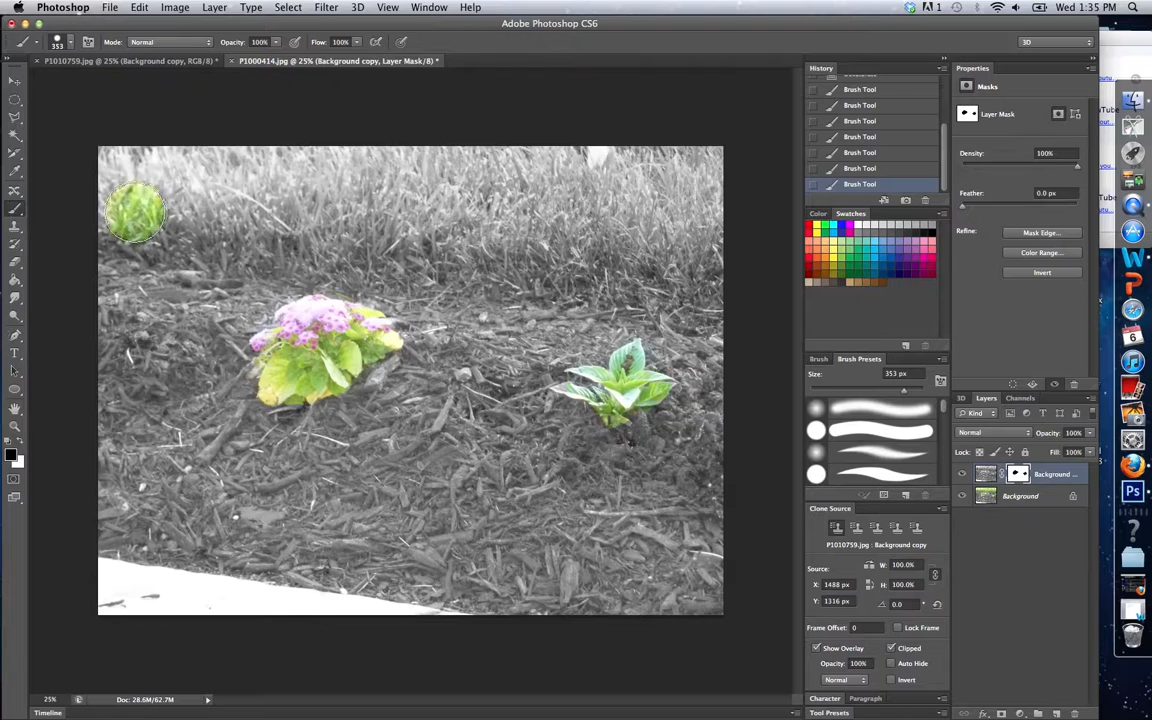 Photoshop File Edit Image Layer Type Select Filter 3D View Window Help
1
Wed 1:35 PM
Adobe Photoshop CS6
353
Mode: Normal Opacity: 100% Flow: 100%
3D
P1010759.jpg @ 25% (Background copy, RGB/8) *
P1000414.jpg @ 25% (Background copy, Layer Mask/8) *
History
Brush Tool
Brush Tool
Brush Tool
Brush Tool
Brush Tool
Brush Tool
Brush Tool
Color Swatches
Brush Brush Presets
Size: 353 px
Clone Source
P1010759.jpg : Background copy
Source:
W: 100.0%
X: 1488 px
H: 100.0%
Y: 1316 px
0.0 °
Frame Offset: 0 Lock Frame
Show Overlay Clipped
Opacity: 100% Auto Hide
Normal Invert
Character Paragraph
Tool Presets
Properties
Masks
Layer Mask
Density: 100%
Feather: 0.0 px
Refine:
Mask Edge...
Color Range...
Invert
3D Layers Channels
Kind
Normal Opacity: 100%
Lock: Fill: 100%
Background ...
Background
fx
25% Doc: 28.6M/62.7M
Timeline
6
Ps